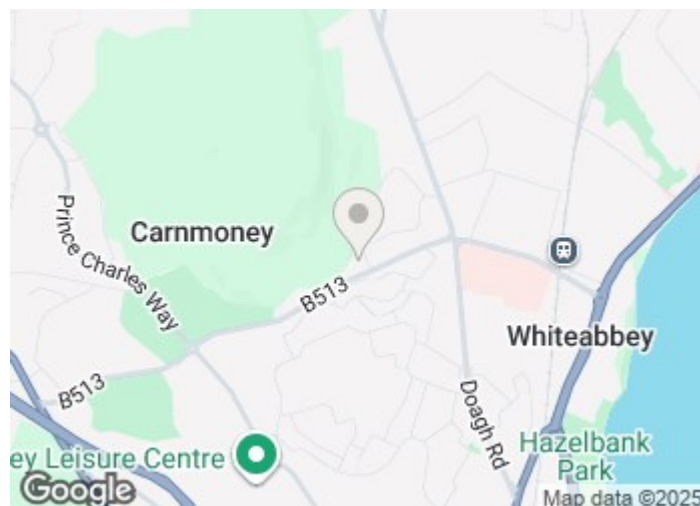 Carnmoney
Prince Charles Way
B513
Whiteabbey
B513
Doagh Rd
ey Leisure Centre
Hazelbank
Park
Google
Map data ©2025